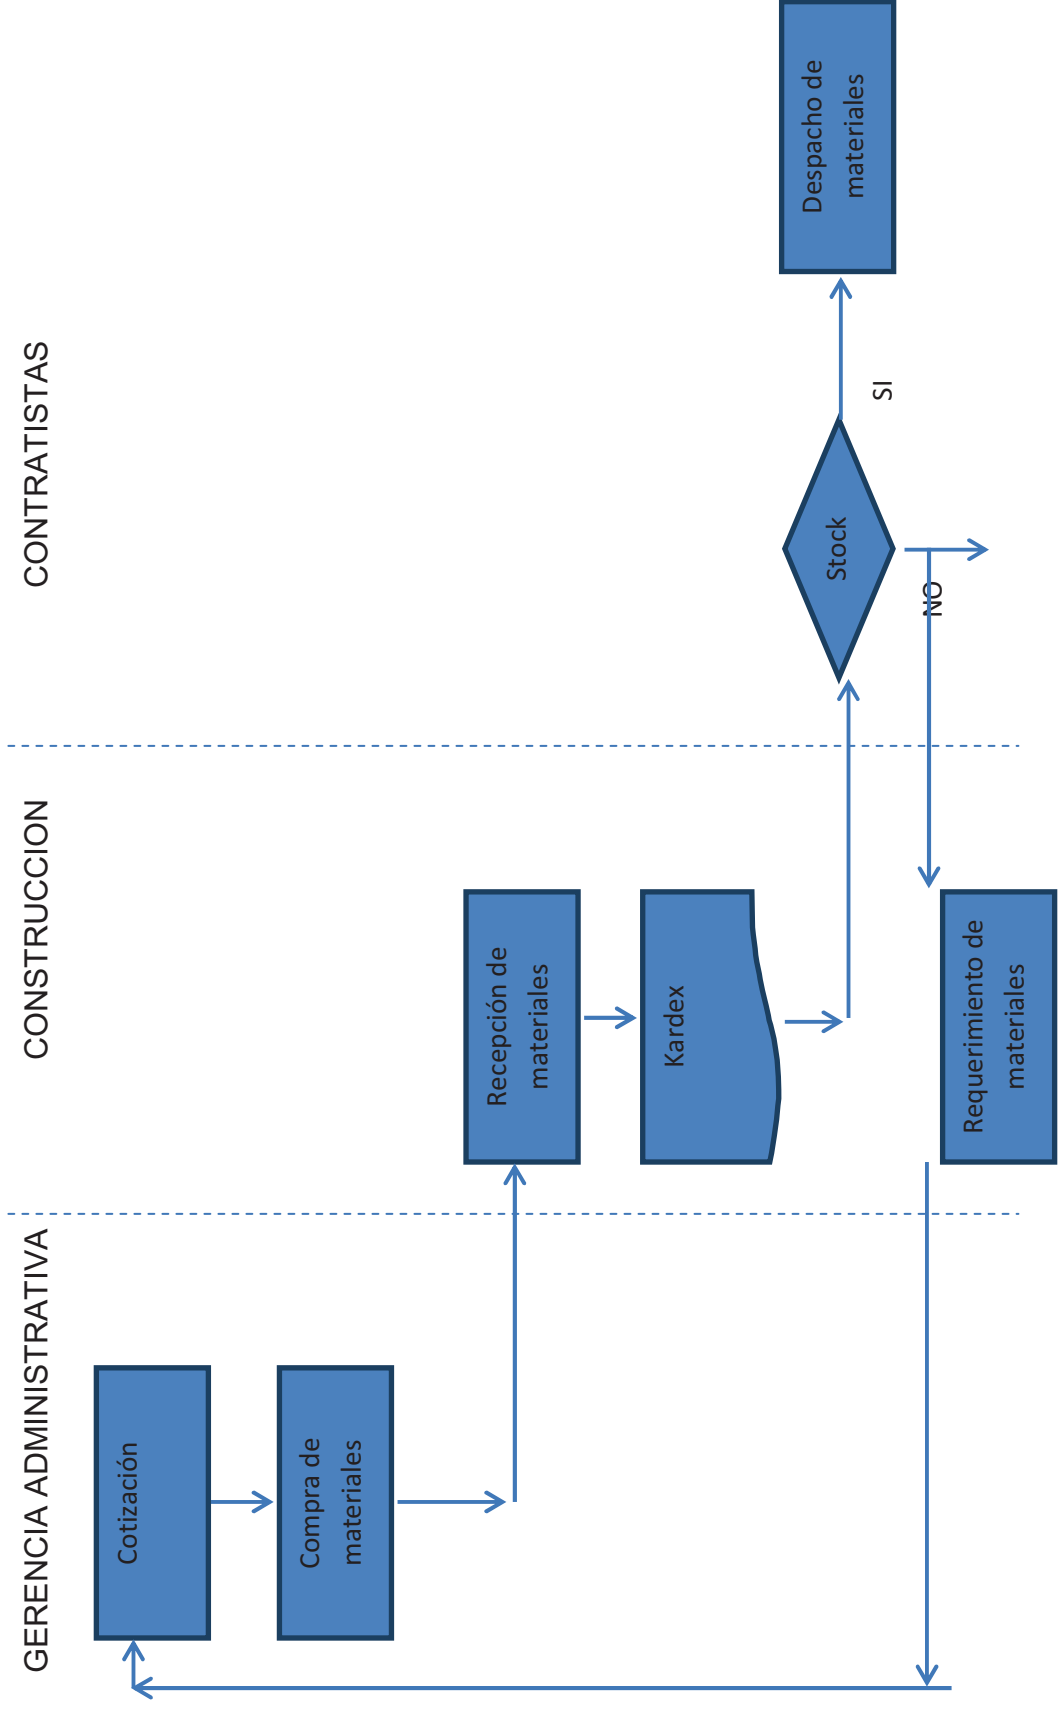 GERENCIA ADMINISTRATIVA
CONSTRUCCION
CONTRATISTAS
Cotización
Compra de
materiales
Recepción de
materiales
Kardex
Stock
SI
Despacho de
materiales
NO
Requerimiento de
materiales